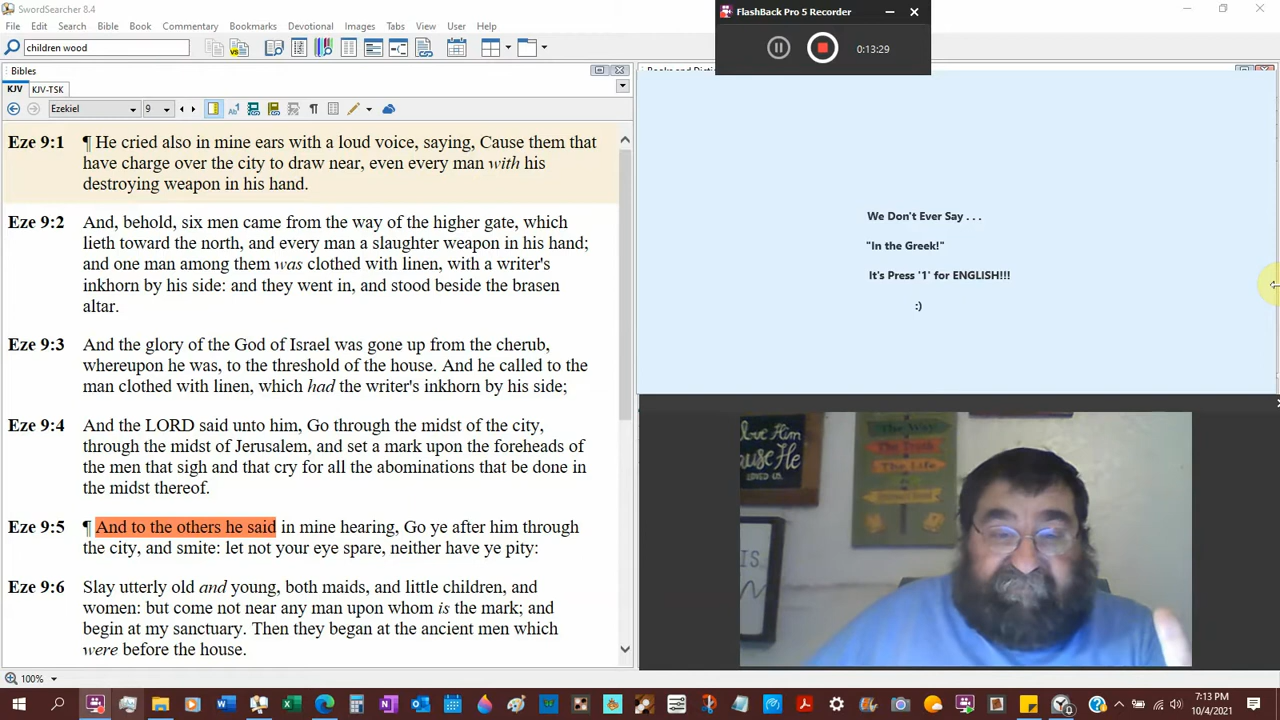 SwordSearcher 8.4
File Edit Search Bible Book Commentary Bookmarks Devotional Images Tabs View User Help
children wood
Bibles
KJV KJV-TSK
Ezekiel 9
Eze 9:1 ¶ He cried also in mine ears with a loud voice, saying, Cause them that
have charge over the city to draw near, even every man with his
destroying weapon in his hand.
Eze 9:2 And, behold, six men came from the way of the higher gate, which
lieth toward the north, and every man a slaughter weapon in his hand;
and one man among them was clothed with linen, with a writer's
inkhorn by his side: and they went in, and stood beside the brasen
altar.
Eze 9:3 And the glory of the God of Israel was gone up from the cherub,
whereupon he was, to the threshold of the house. And he called to the
man clothed with linen, which had the writer's inkhorn by his side;
Eze 9:4 And the LORD said unto him, Go through the midst of the city,
through the midst of Jerusalem, and set a mark upon the foreheads of
the men that sigh and that cry for all the abominations that be done in
the midst thereof.
Eze 9:5 ¶ And to the others he said in mine hearing, Go ye after him through
the city, and smite: let not your eye spare, neither have ye pity:
Eze 9:6 Slay utterly old and young, both maids, and little children, and
women: but come not near any man upon whom is the mark; and
begin at my sanctuary. Then they began at the ancient men which
were before the house.
100%
FlashBack Pro 5 Recorder
0:13:29
We Don't Ever Say . . .
"In the Greek!"
It's Press '1' for ENGLISH!!!
:)
Love Him
Cause He
LOVED US.
The Way
The Truth
The Life
7:13 PM
10/4/2021